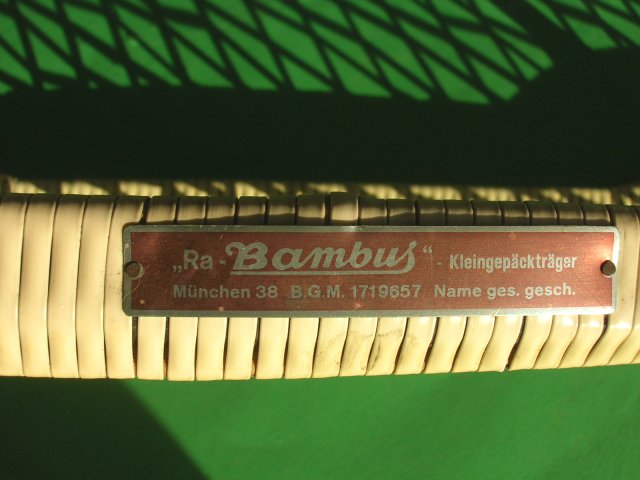 „Ra-Bambus“ - Kleingepäckträger
München 38 B.G.M. 1719657 Name ges. gesch.